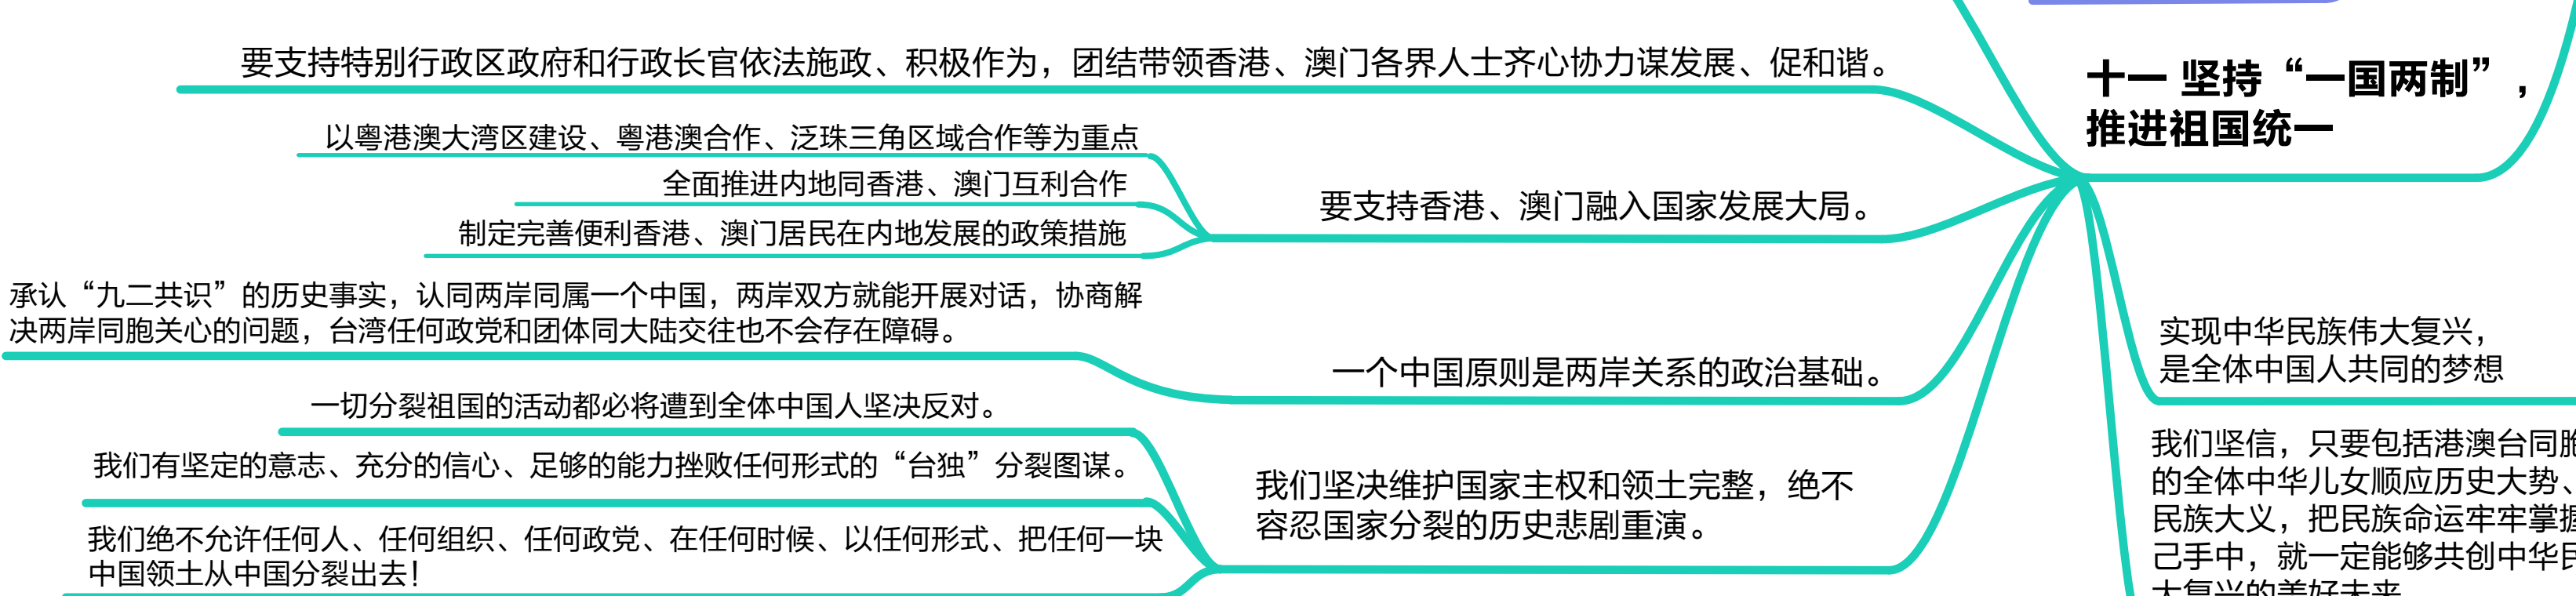 十一 坚持“一国两制”，
推进祖国统一
要支持特别行政区政府和行政长官依法施政、积极作为，团结带领香港、澳门各界人士齐心协力谋发展、促和谐。
要支持香港、澳门融入国家发展大局。
以粤港澳大湾区建设、粤港澳合作、泛珠三角区域合作等为重点
全面推进内地同香港、澳门互利合作
制定完善便利香港、澳门居民在内地发展的政策措施
一个中国原则是两岸关系的政治基础。
承认“九二共识”的历史事实，认同两岸同属一个中国，两岸双方就能开展对话，协商解
决两岸同胞关心的问题，台湾任何政党和团体同大陆交往也不会存在障碍。
我们坚决维护国家主权和领土完整，绝不
容忍国家分裂的历史悲剧重演。
一切分裂祖国的活动都必将遭到全体中国人坚决反对。
我们有坚定的意志、充分的信心、足够的能力挫败任何形式的“台独”分裂图谋。
我们绝不允许任何人、任何组织、任何政党、在任何时候、以任何形式、把任何一块
中国领土从中国分裂出去！
实现中华民族伟大复兴，
是全体中国人共同的梦想
我们坚信，只要包括港澳台同胞
的全体中华儿女顺应历史大势、
民族大义，把民族命运牢牢掌握
己手中，就一定能够共创中华民
大复兴的美好未来